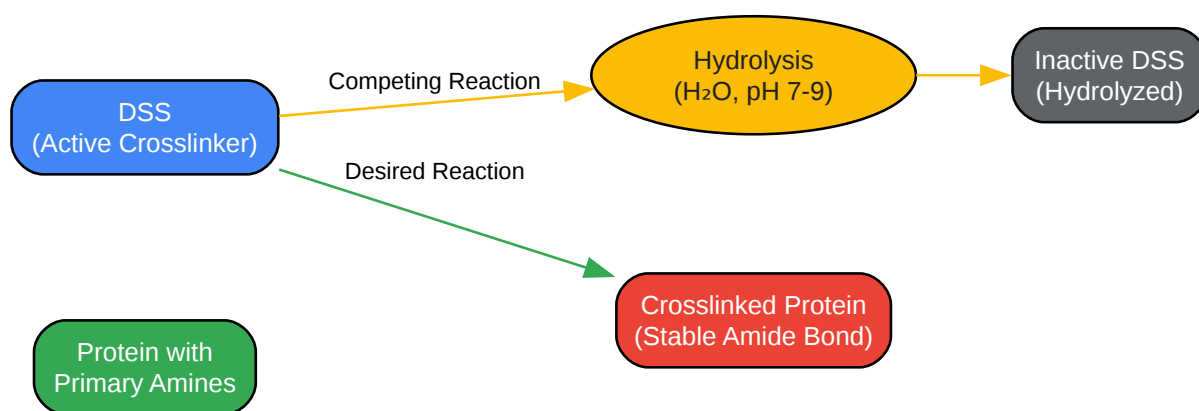 DSS
(Active Crosslinker)
Competing Reaction
Hydrolysis
(H₂O, pH 7-9)
Inactive DSS
(Hydrolyzed)
Desired Reaction
Crosslinked Protein
(Stable Amide Bond)
Protein with
Primary Amines